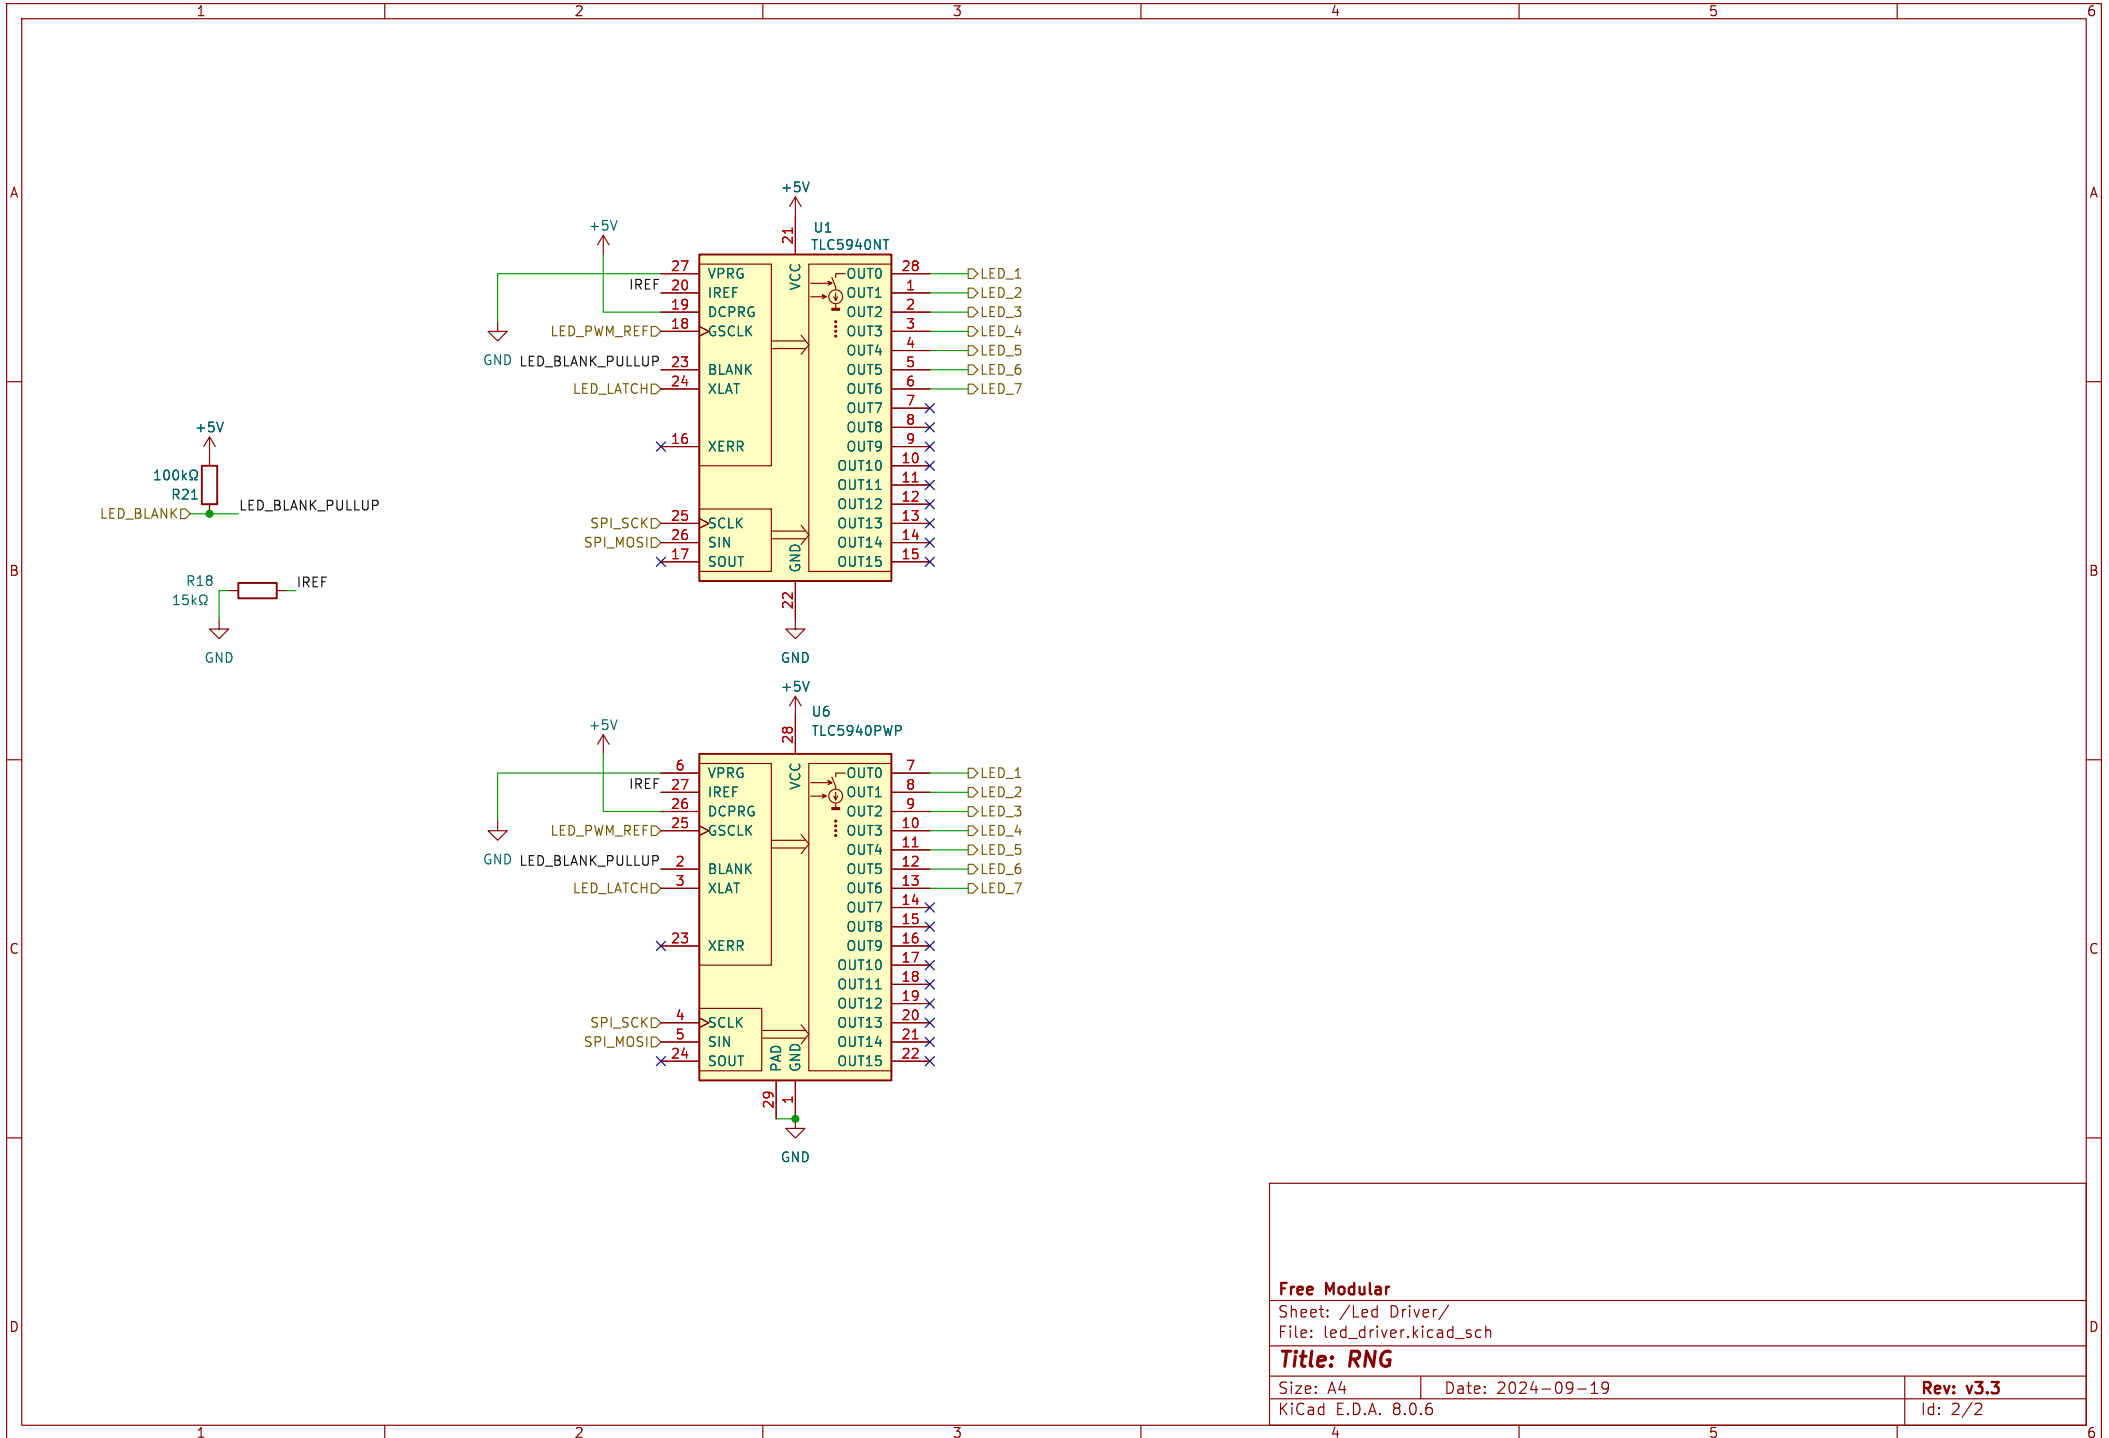 1 2 3 4 5 6
A A
B B
C C
D D
1 2 3 4 5 6
+5V
100kΩ
R21
LED_BLANK
LED_BLANK_PULLUP
R18
15kΩ
IREF
GND
+5V
+5V
U1
TLC5940NT
21
VCC
GND
IREF
LED_PWM_REF
LED_BLANK_PULLUP
LED_LATCH
SPI_SCK
SPI_MOSI
27 VPRG
20 IREF
19 DCPRG
18 GSCLK
23 BLANK
24 XLAT
16 XERR
25 SCLK
26 SIN
17 SOUT
OUT0 28 LED_1
OUT1 1 LED_2
OUT2 2 LED_3
OUT3 3 LED_4
OUT4 4 LED_5
OUT5 5 LED_6
OUT6 6 LED_7
OUT7 7
OUT8 8
OUT9 9
OUT10 10
OUT11 11
OUT12 12
OUT13 13
OUT14 14
OUT15 15
GND
22
GND
+5V
+5V
U6
TLC5940PWP
28
VCC
GND
IREF
LED_PWM_REF
LED_BLANK_PULLUP
LED_LATCH
SPI_SCK
SPI_MOSI
6 VPRG
27 IREF
26 DCPRG
25 GSCLK
2 BLANK
3 XLAT
23 XERR
4 SCLK
5 SIN
24 SOUT
OUT0 7 LED_1
OUT1 8 LED_2
OUT2 9 LED_3
OUT3 10 LED_4
OUT4 11 LED_5
OUT5 12 LED_6
OUT6 13 LED_7
OUT7 14
OUT8 15
OUT9 16
OUT10 17
OUT11 18
OUT12 19
OUT13 20
OUT14 21
OUT15 22
PAD
GND
29
1
GND
Free Modular
Sheet: /Led Driver/
File: led_driver.kicad_sch
Title: RNG
Size: A4 Date: 2024-09-19 Rev: v3.3
KiCad E.D.A. 8.0.6 Id: 2/2